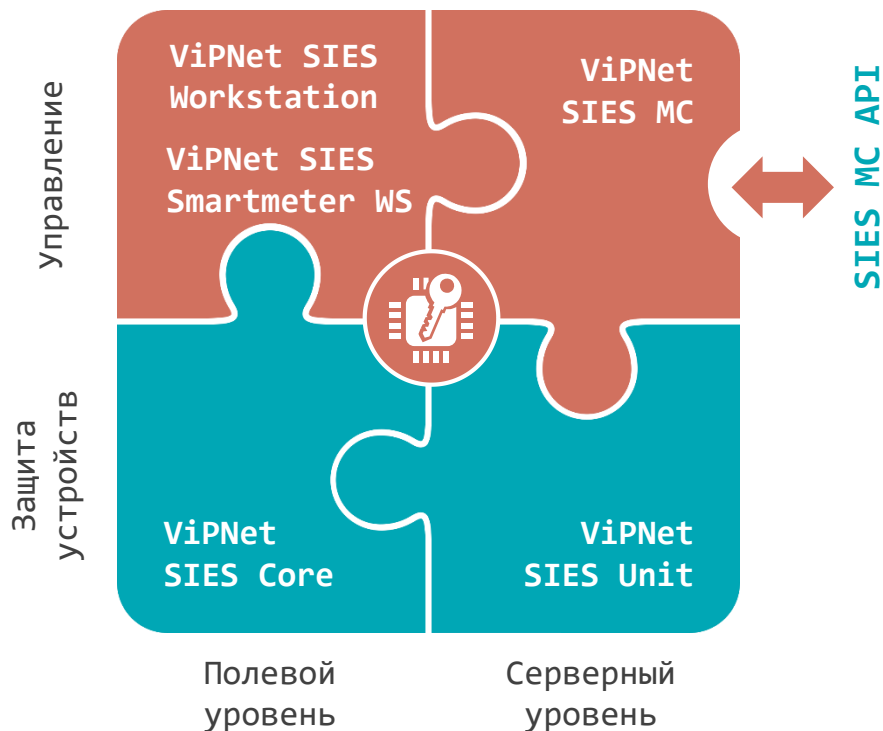 ViPNet SIES
Workstation
ViPNet SIES
Smartmeter WS
ViPNet
SIES MC
SIES MC API
Управление
Защита
устройств
ViPNet
SIES Core
ViPNet
SIES Unit
Полевой
уровень
Серверный
уровень